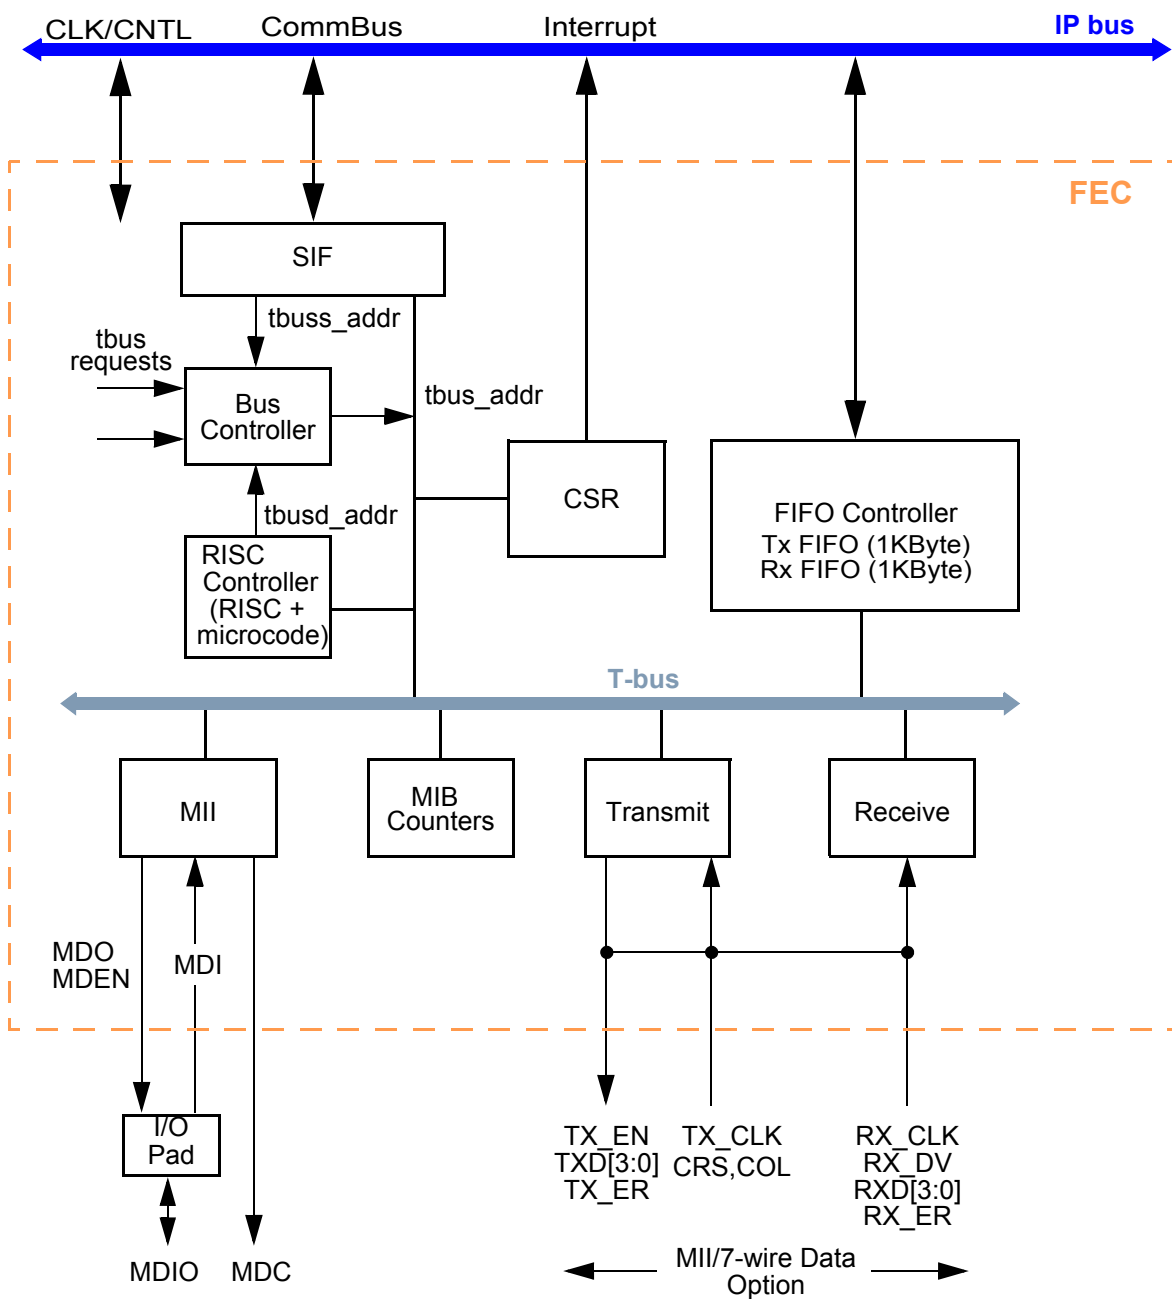 CLK/CNTL
CommBus
Interrupt
IP bus
FEC
SIF
tbuss_addr
tbus
requests
Bus
Controller
tbus_addr
tbusd_addr
RISC
Controller
(RISC +
microcode)
CSR
FIFO Controller
Tx FIFO (1KByte)
Rx FIFO (1KByte)
T-bus
MII
MIB
Counters
Transmit
Receive
MDO
MDEN
MDI
I/O
Pad
MDIO
MDC
TX_EN
TXD[3:0]
TX_ER
TX_CLK
CRS,COL
RX_CLK
RX_DV
RXD[3:0]
RX_ER
MII/7-wire Data
Option